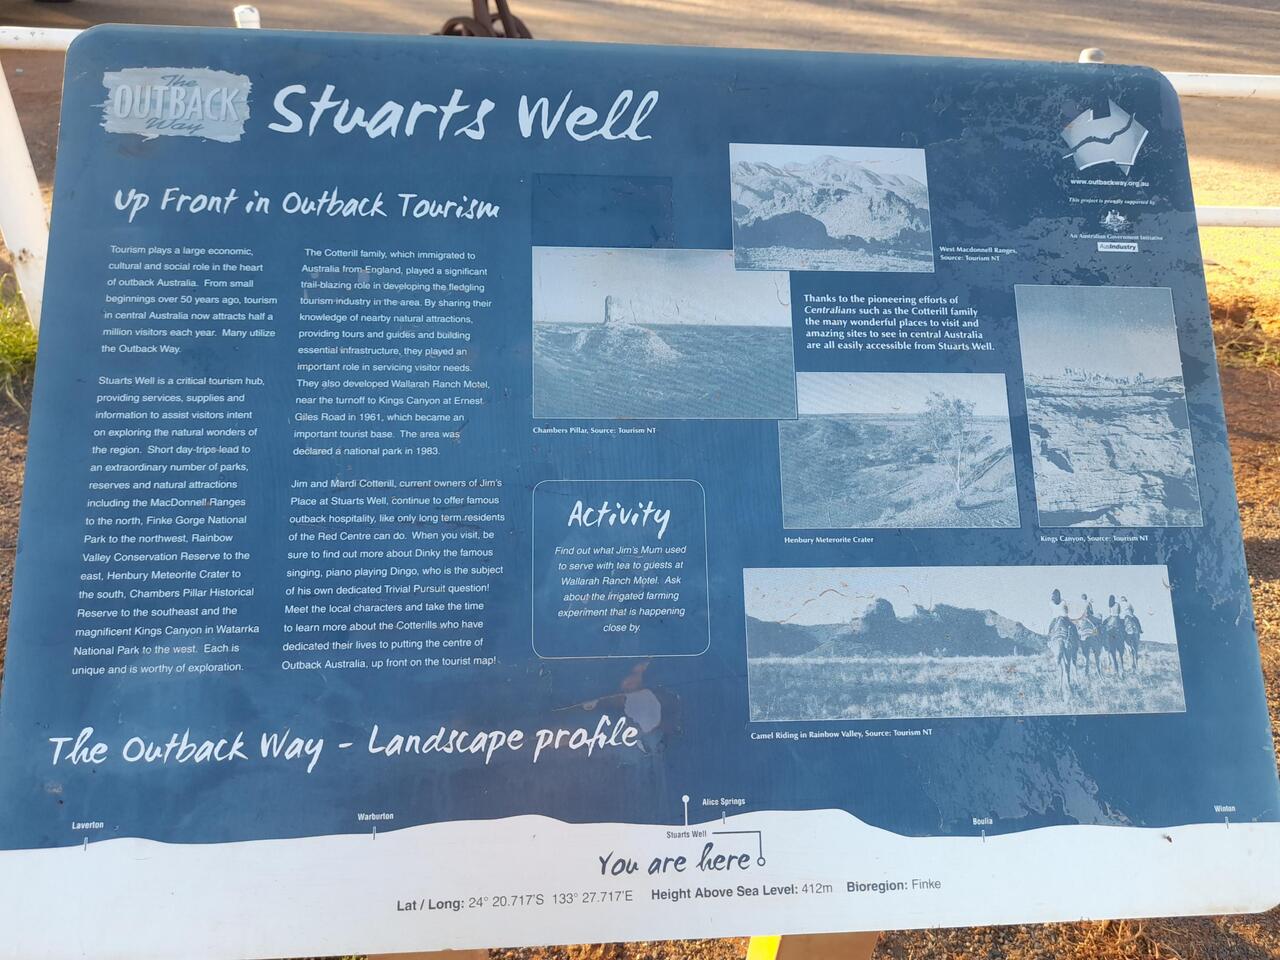 The
OUTBACK
Way
Stuarts Well
Up Front in Outback Tourism
Tourism plays a large economic,
cultural and social role in the heart
of outback Australia. From small
beginnings over 50 years ago, tourism
in central Australia now attracts half a
million visitors each year. Many utilize
the Outback Way.
Stuarts Well is a critical tourism hub,
providing services, supplies and
information to assist visitors intent
on exploring the natural wonders of
the region. Short day-trips lead to
an extraordinary number of parks,
reserves and natural attractions
including the MacDonnell Ranges
to the north, Finke Gorge National
Park to the northwest, Rainbow
Valley Conservation Reserve to the
east, Henbury Meteorite Crater to
the south, Chambers Pillar Historical
Reserve to the southeast and the
magnificent Kings Canyon in Watarrka
National Park to the west. Each is
unique and is worthy of exploration.
The Cotterill family, which immigrated to
Australia from England, played a significant
trail-blazing role in developing the fledgling
tourism industry in the area. By sharing their
knowledge of nearby natural attractions,
providing tours and guides and building
essential infrastructure, they played an
important role in servicing visitor needs.
They also developed Wallarah Ranch Motel,
near the turnoff to Kings Canyon at Ernest
Giles Road in 1961, which became an
important tourist base. The area was
declared a national park in 1983.
Jim and Mardi Cotterill, current owners of Jim's
Place at Stuarts Well, continue to offer famous
outback hospitality, like only long term residents
of the Red Centre can do. When you visit, be
sure to find out more about Dinky the famous
singing, piano playing Dingo, who is the subject
of his own dedicated Trivial Pursuit question!
Meet the local characters and take the time
to learn more about the Cotterills who have
dedicated their lives to putting the centre of
Outback Australia, up front on the tourist map!
West Macdonnell Ranges,
Source: Tourism NT
www.outbackway.org.au
This project is proudly supported by
An Australian Government Initiative
AusIndustry
Thanks to the pioneering efforts of
Centralians such as the Cotterill family
the many wonderful places to visit and
amazing sites to see in central Australia
are all easily accessible from Stuarts Well.
Chambers Pillar, Source: Tourism NT
Henbury Meterorite Crater
Kings Canyon, Source: Tourism NT
Activity
Find out what Jim's Mum used
to serve with tea to guests at
Wallarah Ranch Motel. Ask
about the irrigated farming
experiment that is happening
close by.
Camel Riding in Rainbow Valley, Source: Tourism NT
The Outback Way - Landscape profile
Laverton
Warburton
Stuarts Well
Alice Springs
Boulia
Winton
You are here
Lat / Long: 24° 20.717'S 133° 27.717'E Height Above Sea Level: 412m Bioregion: Finke